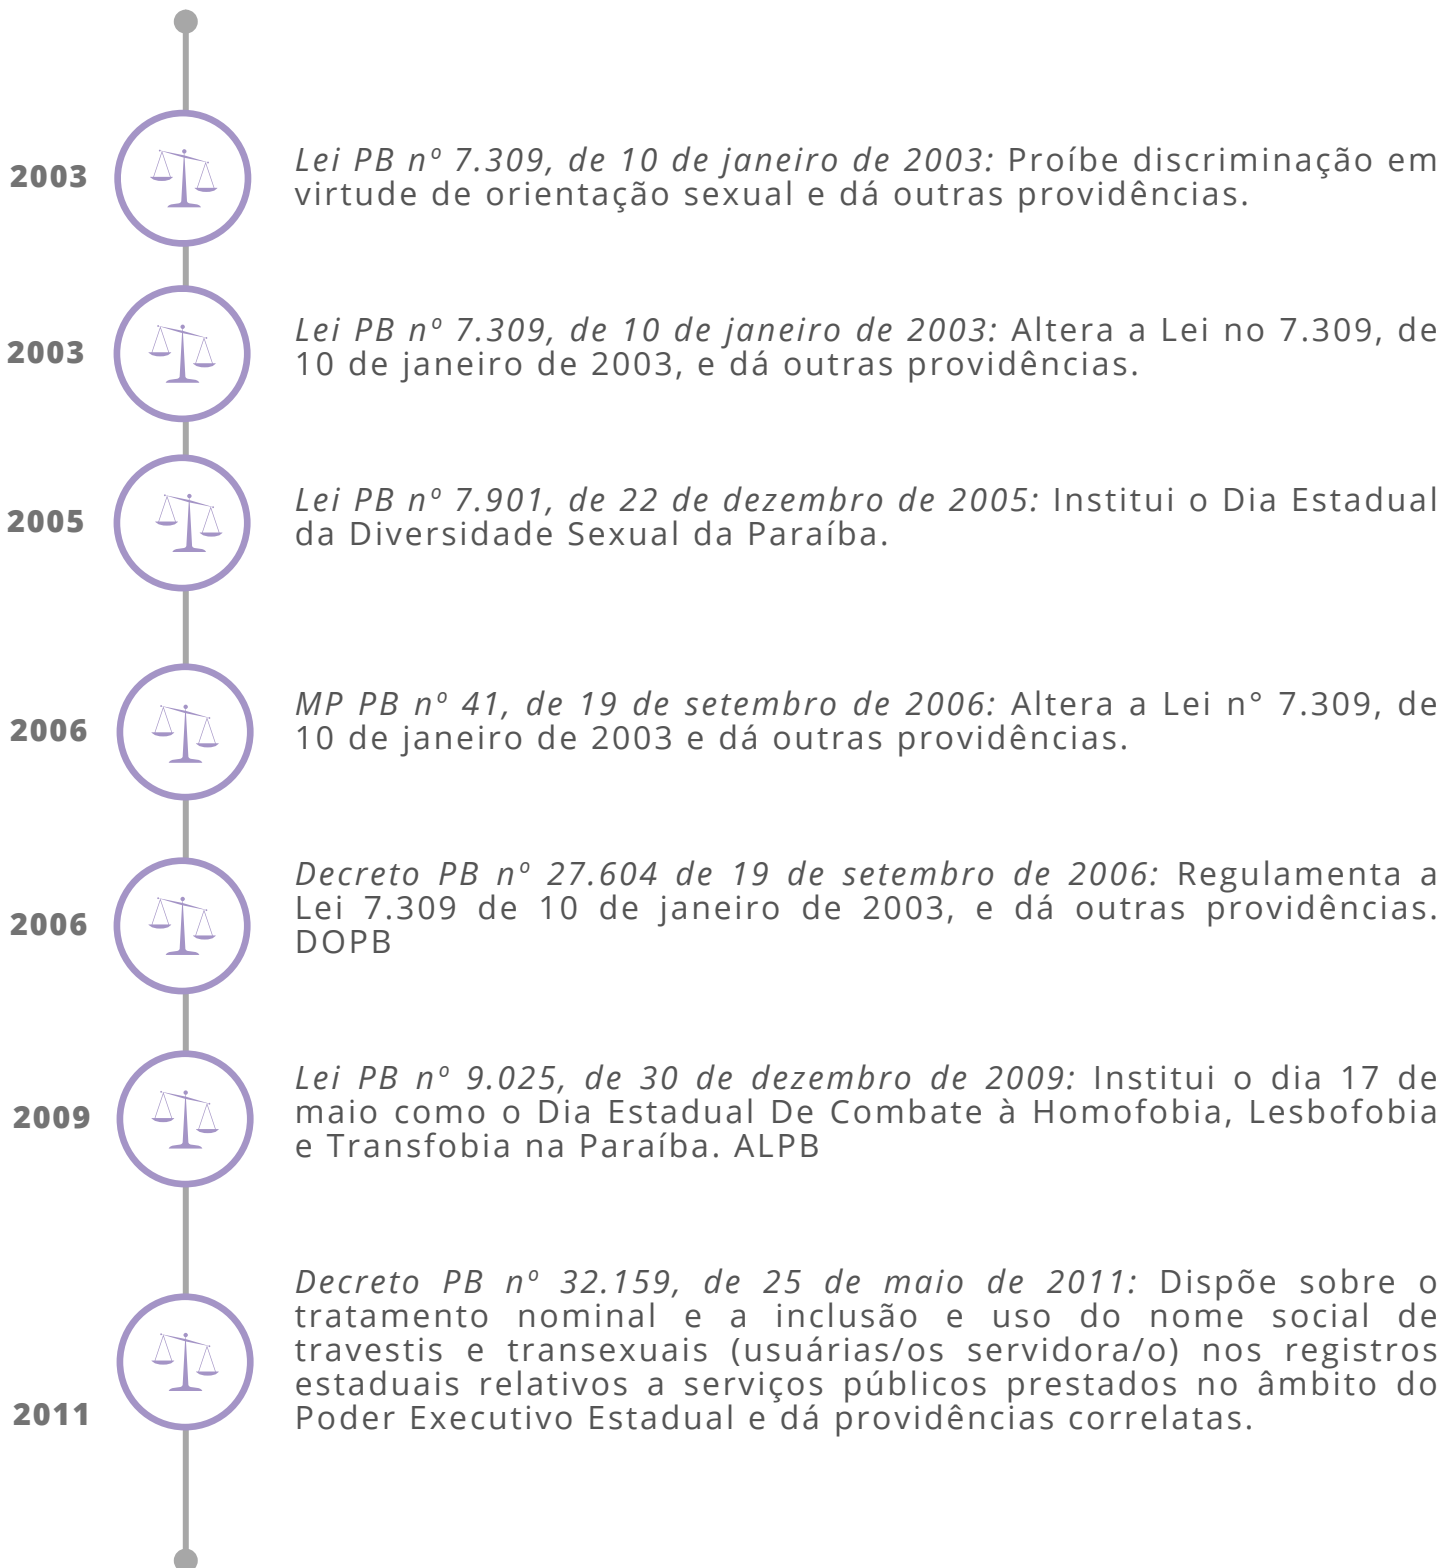 2003
Lei PB nº 7.309, de 10 de janeiro de 2003: Proíbe discriminação em
virtude de orientação sexual e dá outras providências.
2003
Lei PB nº 7.309, de 10 de janeiro de 2003: Altera a Lei no 7.309, de
10 de janeiro de 2003, e dá outras providências.
2005
Lei PB nº 7.901, de 22 de dezembro de 2005: Institui o Dia Estadual
da Diversidade Sexual da Paraíba.
2006
MP PB nº 41, de 19 de setembro de 2006: Altera a Lei n° 7.309, de
10 de janeiro de 2003 e dá outras providências.
2006
Decreto PB nº 27.604 de 19 de setembro de 2006: Regulamenta a
Lei 7.309 de 10 de janeiro de 2003, e dá outras providências.
DOPB
2009
Lei PB nº 9.025, de 30 de dezembro de 2009: Institui o dia 17 de
maio como o Dia Estadual De Combate à Homofobia, Lesbofobia
e Transfobia na Paraíba. ALPB
2011
Decreto PB nº 32.159, de 25 de maio de 2011: Dispõe sobre o
tratamento nominal e a inclusão e uso do nome social de
travestis e transexuais (usuárias/os servidora/o) nos registros
estaduais relativos a serviços públicos prestados no âmbito do
Poder Executivo Estadual e dá providências correlatas.